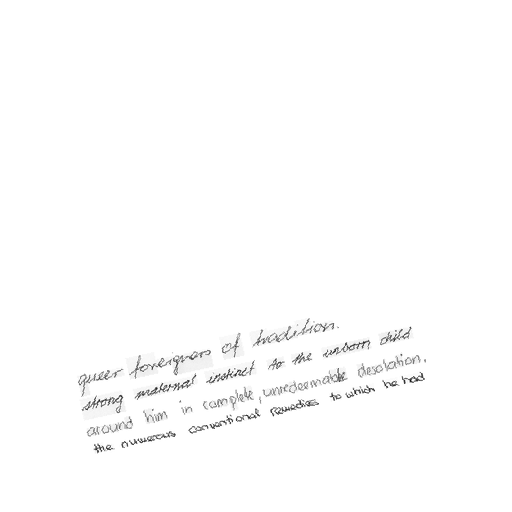 queer foreigners of tradition.
strong maternal instinct to the unborn child
around him in complete, unredeemable desolation.
the numerous conventional remedies to which he had